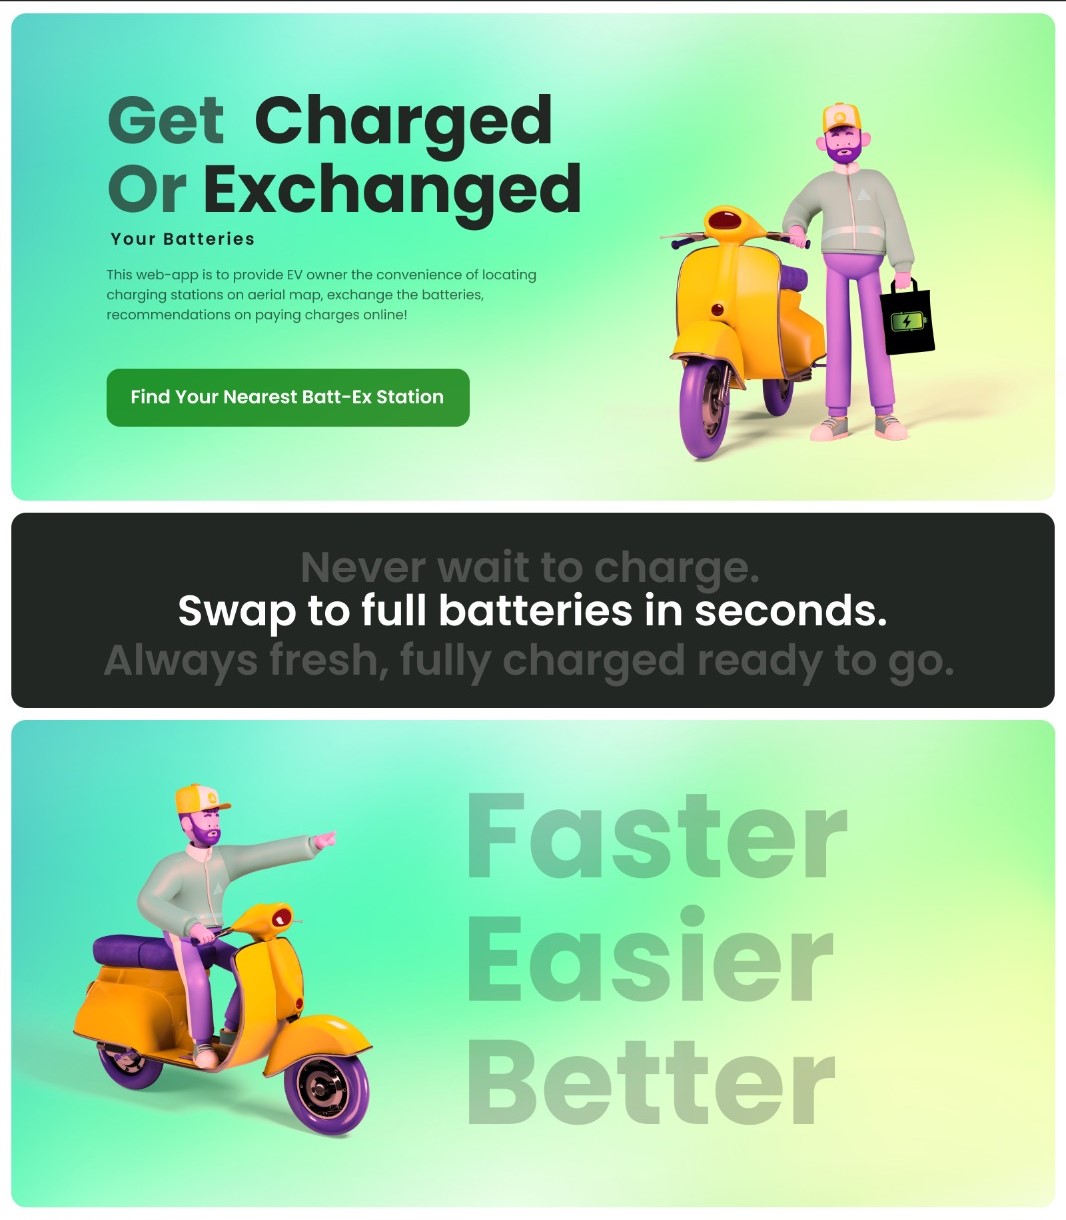 Get Charged
Or Exchanged
Your Batteries
This web-app is to provide EV owner the convenience of locating
charging stations on aerial map, exchange the batteries,
recommendations on paying charges online!
Find Your Nearest Batt-Ex Station
Never wait to charge.
Swap to full batteries in seconds.
Always fresh, fully charged ready to go.
Faster
Easier
Better